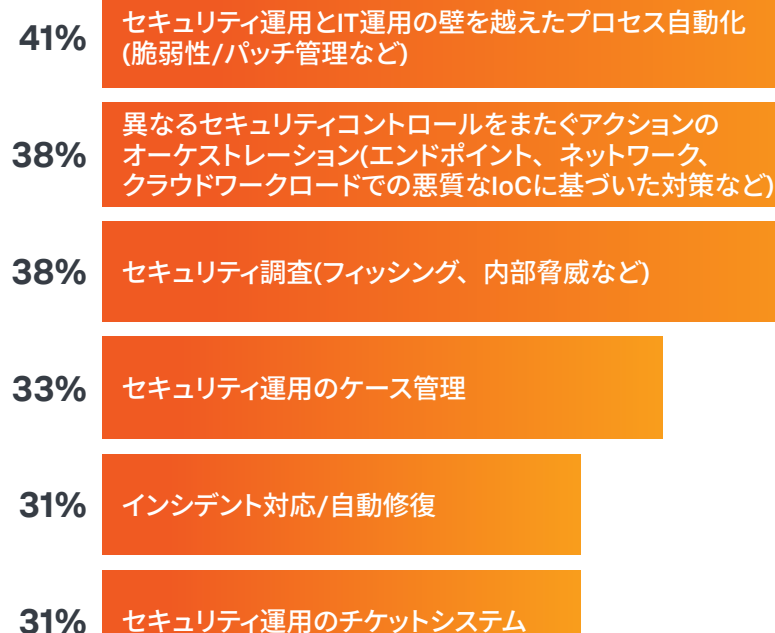 41%
セキュリティ運用とIT運用の壁を越えたプロセス自動化
(脆弱性/パッチ管理など)
38%
異なるセキュリティコントロールをまたぐアクションの
オーケストレーション(エンドポイント、ネットワーク、
クラウドワークロードでの悪質なIoCに基づいた対策など)
38%
セキュリティ調査(フィッシング、内部脅威など)
33%
セキュリティ運用のケース管理
31%
インシデント対応/自動修復
31%
セキュリティ運用のチケットシステム